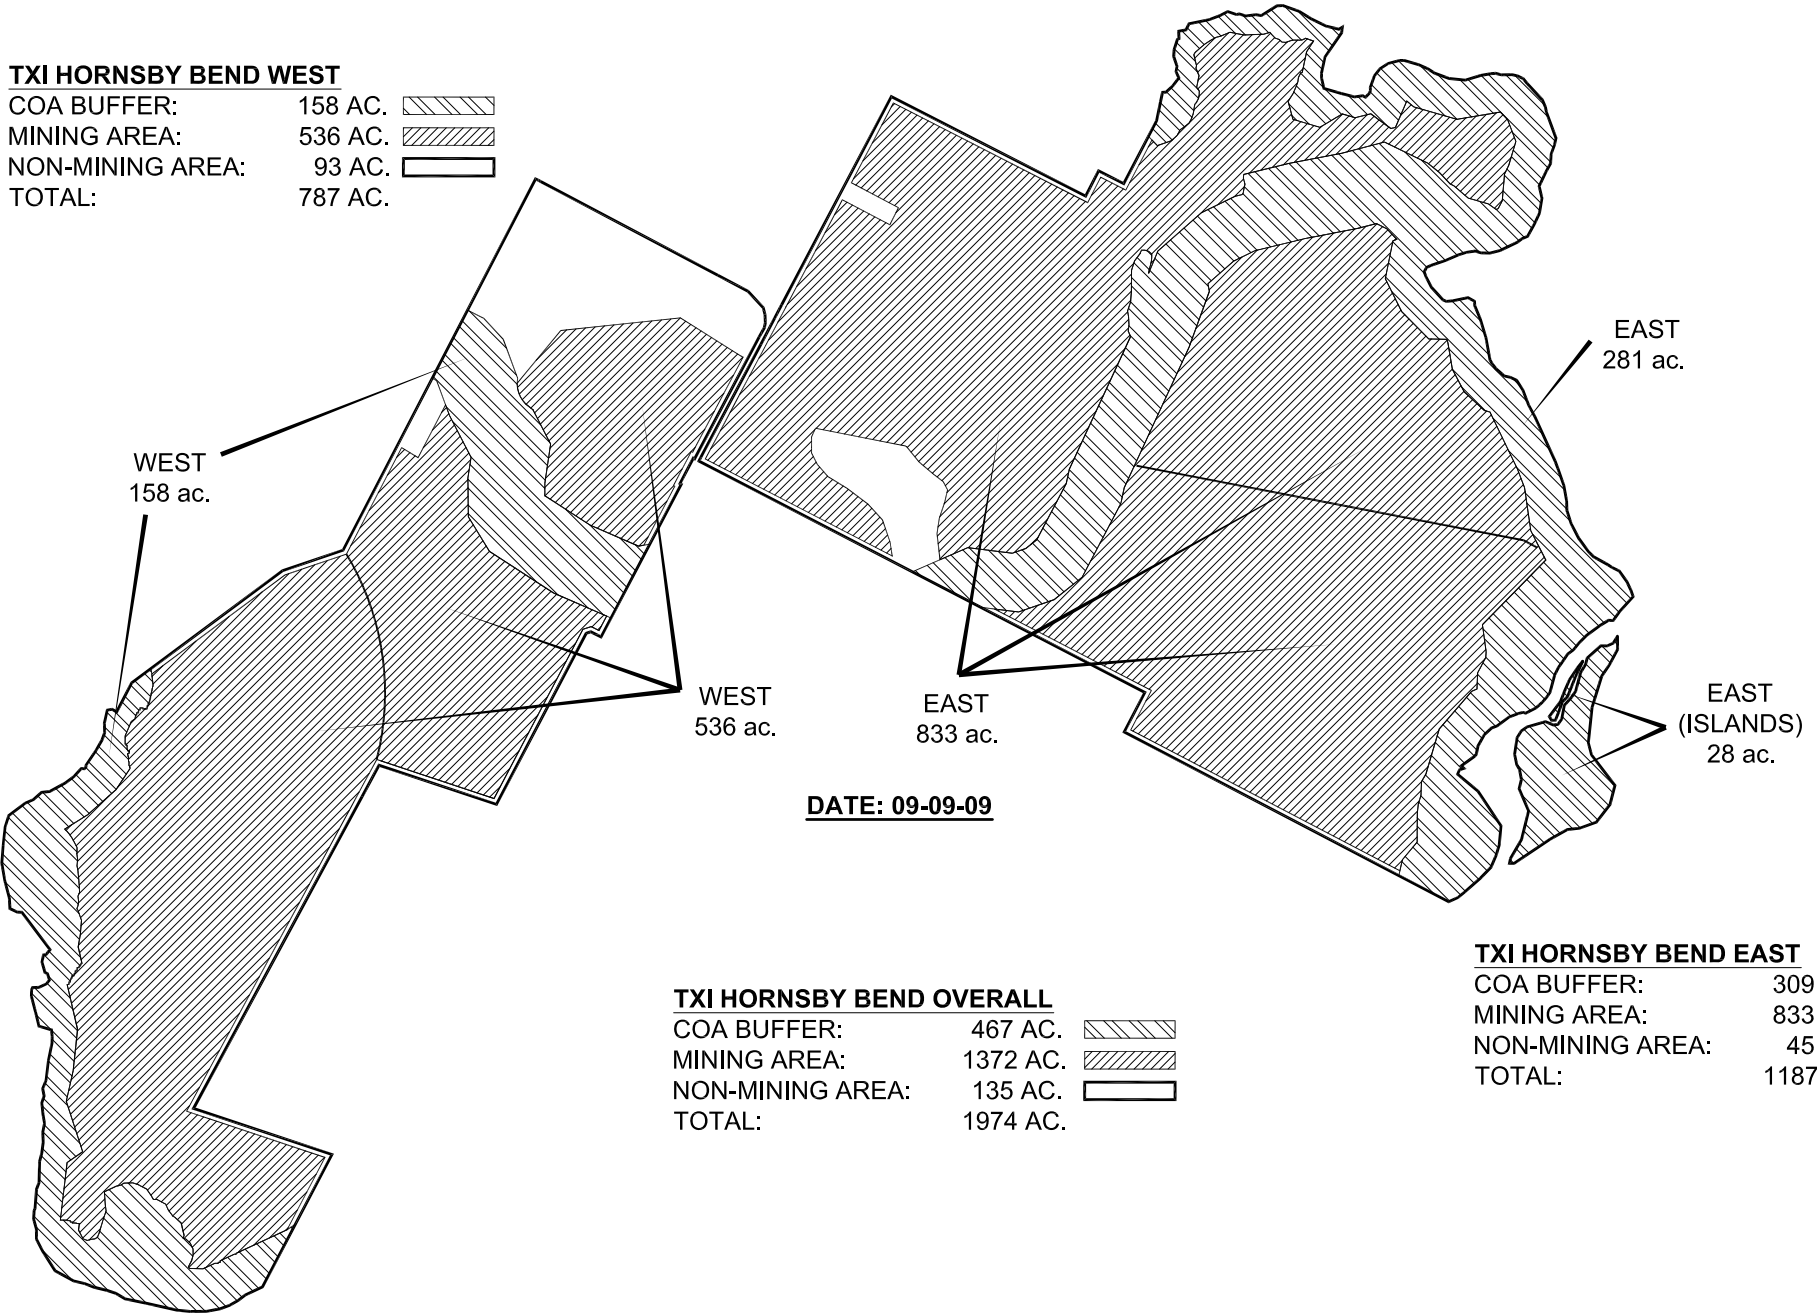 TXI HORNSBY BEND WEST
COA BUFFER: 158 AC.
MINING AREA: 536 AC.
NON-MINING AREA: 93 AC.
TOTAL: 787 AC.
EAST
281 ac.
WEST
158 ac.
WEST
536 ac.
EAST
833 ac.
EAST
(ISLANDS)
28 ac.
DATE: 09-09-09
TXI HORNSBY BEND OVERALL
COA BUFFER: 467 AC.
MINING AREA: 1372 AC.
NON-MINING AREA: 135 AC.
TOTAL: 1974 AC.
TXI HORNSBY BEND EAST
COA BUFFER: 309
MINING AREA: 833
NON-MINING AREA: 45
TOTAL: 1187